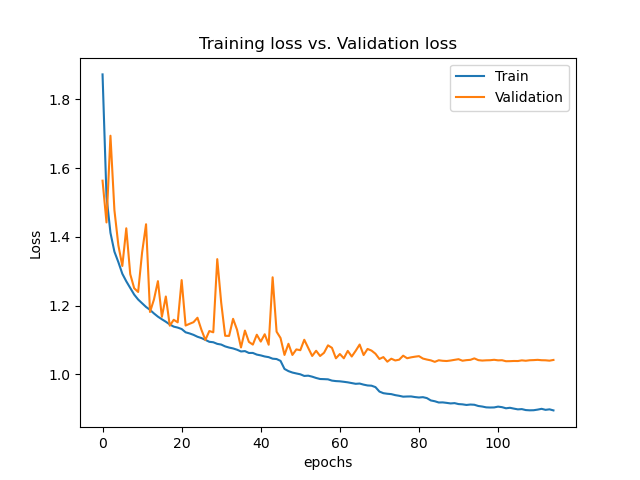 Training loss vs. Validation loss
Train
Validation
Loss
1.8
1.6
1.4
1.2
1.0
0 20 40 60 80 100
epochs